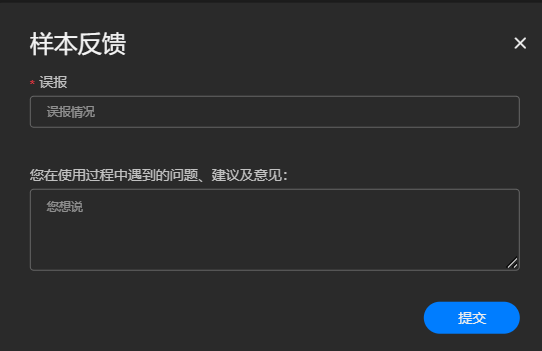 样本反馈
* 误报
误报情况
您在使用过程中遇到的问题、建议及意见：
您想说
提交